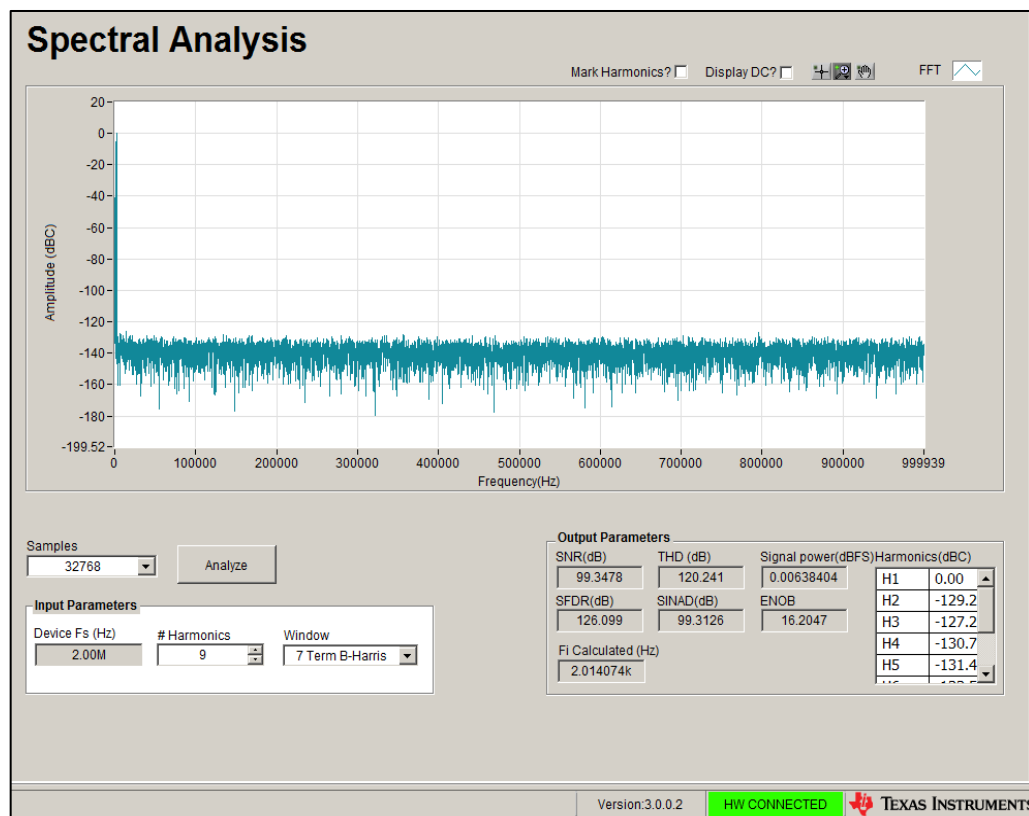 Spectral Analysis
Mark Harmonics? Display DC? FFT
20
0
-20
-40
-60
-80
-100
-120
-140
-160
-180
-199.52
Amplitude (dBC)
0 100000 200000 300000 400000 500000 600000 700000 800000 900000 999939
Frequency(Hz)
Samples
32768
Analyze
Input Parameters
Device Fs (Hz) # Harmonics Window
2.00M 9 7 Term B-Harris
Output Parameters
SNR(dB) THD (dB) Signal power(dBFS) Harmonics(dBC)
99.3478 120.241 0.00638404
SFDR(dB) SINAD(dB) ENOB
126.099 99.3126 16.2047
Fi Calculated (Hz)
2.014074k
H1 0.00
H2 -129.2
H3 -127.2
H4 -130.7
H5 -131.4
Version:3.0.0.2 HW CONNECTED TEXAS INSTRUMENTS